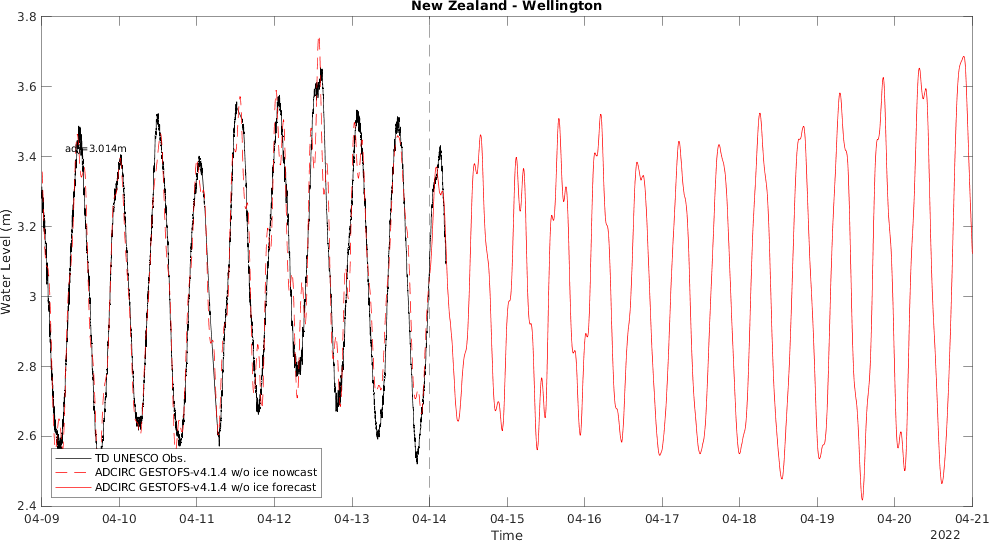 New Zealand - Wellington
3.8
3.6
3.4
3.2
3
2.8
2.6
2.4
Water Level (m)
=3.014m
TD UNESCO Obs.
ADCIRC GESTOFS-v4.1.4 w/o ice nowcast
ADCIRC GESTOFS-v4.1.4 w/o ice forecast
04-09 04-10 04-11 04-12 04-13 04-14 04-15 04-16 04-17 04-18 04-19 04-20 04-21
Time
2022